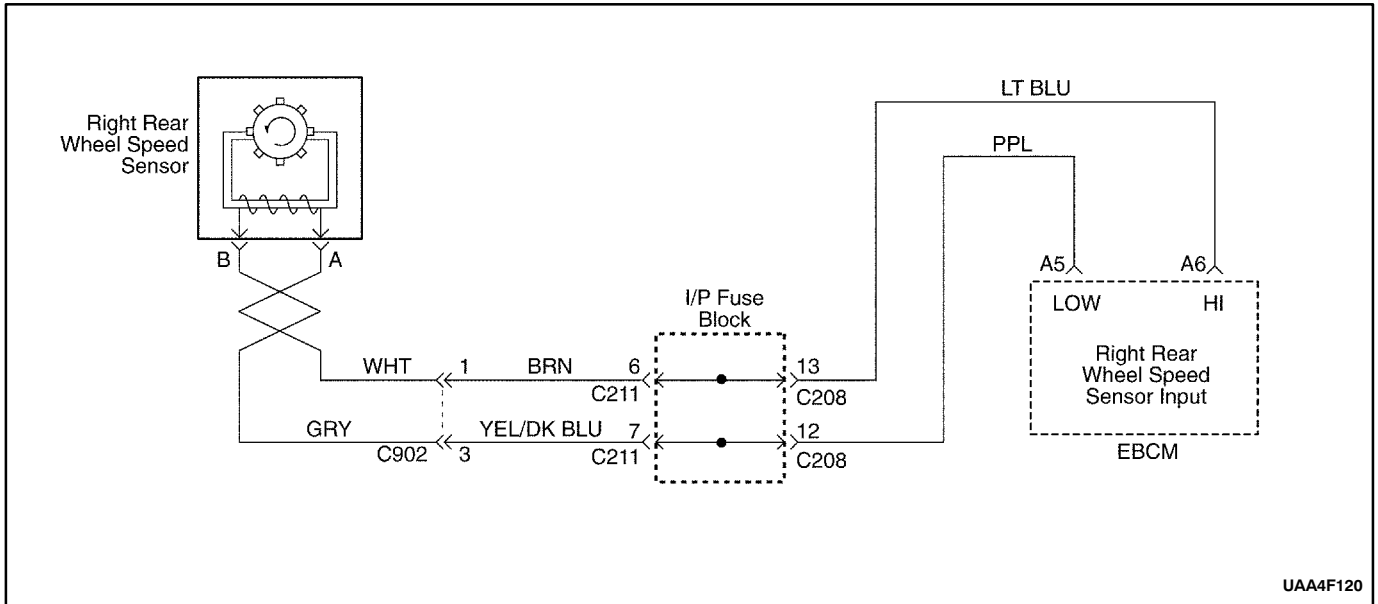 LT BLU
PPL
Right Rear
Wheel Speed
Sensor
B
A
A5
A6
LOW
HI
Right Rear
Wheel Speed
Sensor Input
EBCM
I/P Fuse
Block
WHT
1
BRN
6
13
C211
C208
GRY
YEL/DK BLU
7
12
C902
3
C211
C208
UAA4F120